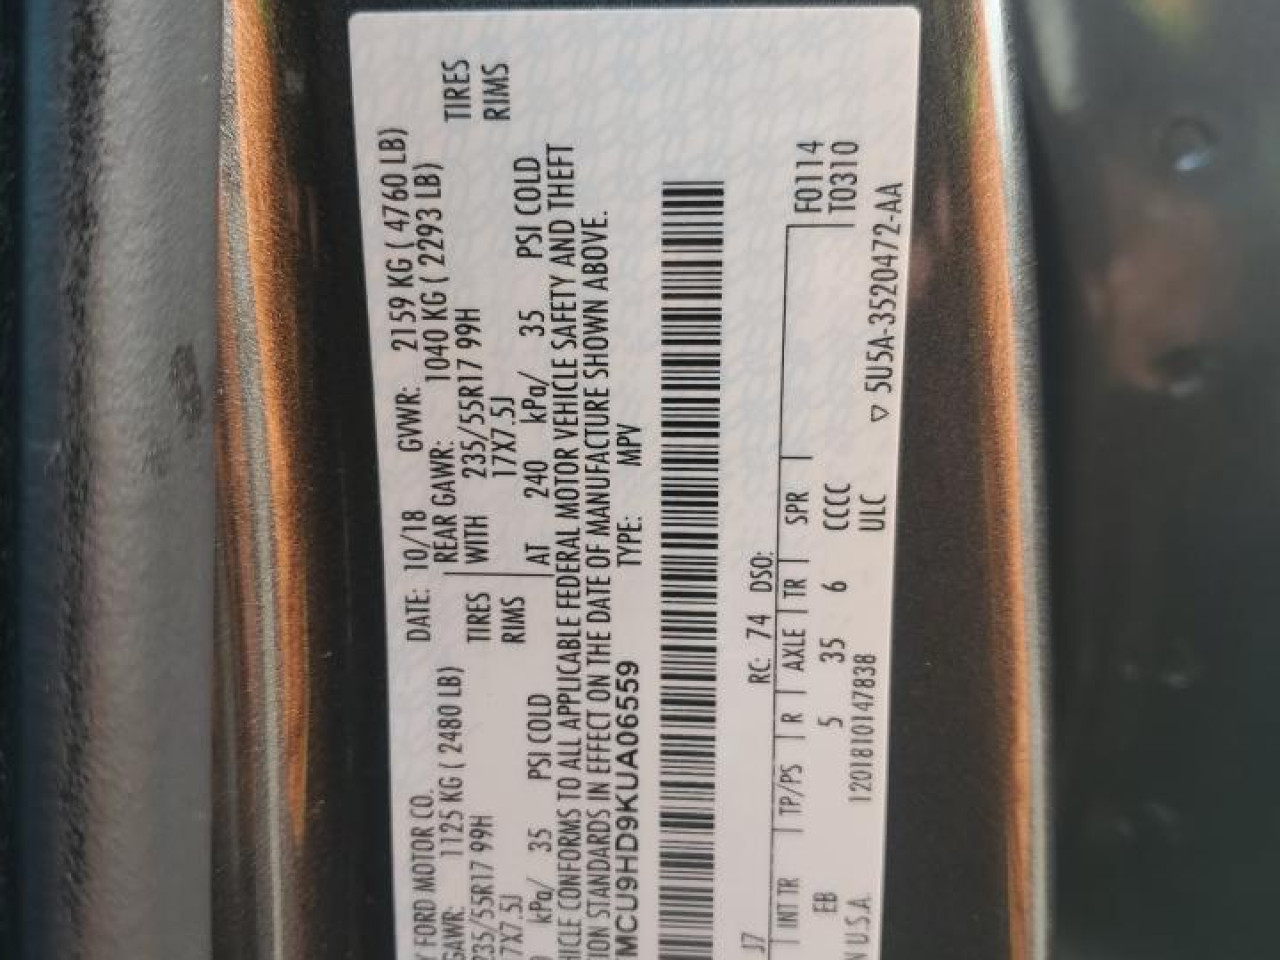 Y FORD MOTOR CO. DATE: 10/18 GVWR: 2159 KG ( 4760 LB)
GAWR: 1125 KG ( 2480 LB) REAR GAWR: 1040 KG ( 2293 LB)
235/55R17 99H TIRES WITH 235/55R17 99H TIRES
7X7.5J RIMS 17X7.5J RIMS
0 kPa/ 35 PSI COLD AT 240 kPa/ 35 PSI COLD
HICLE CONFORMS TO ALL APPLICABLE FEDERAL MOTOR VEHICLE SAFETY AND THEFT
ION STANDARDS IN EFFECT ON THE DATE OF MANUFACTURE SHOWN ABOVE.
MCU9HD9KUA06559 TYPE: MPV
RC: 74 DSO:
J7
INT TR TP/PS R AXLE TR SPR F0114
EB 5 35 6 CCCC T0310
N U.S.A. 1201810147838 ULC
▽ 5U5A-3520472-AA